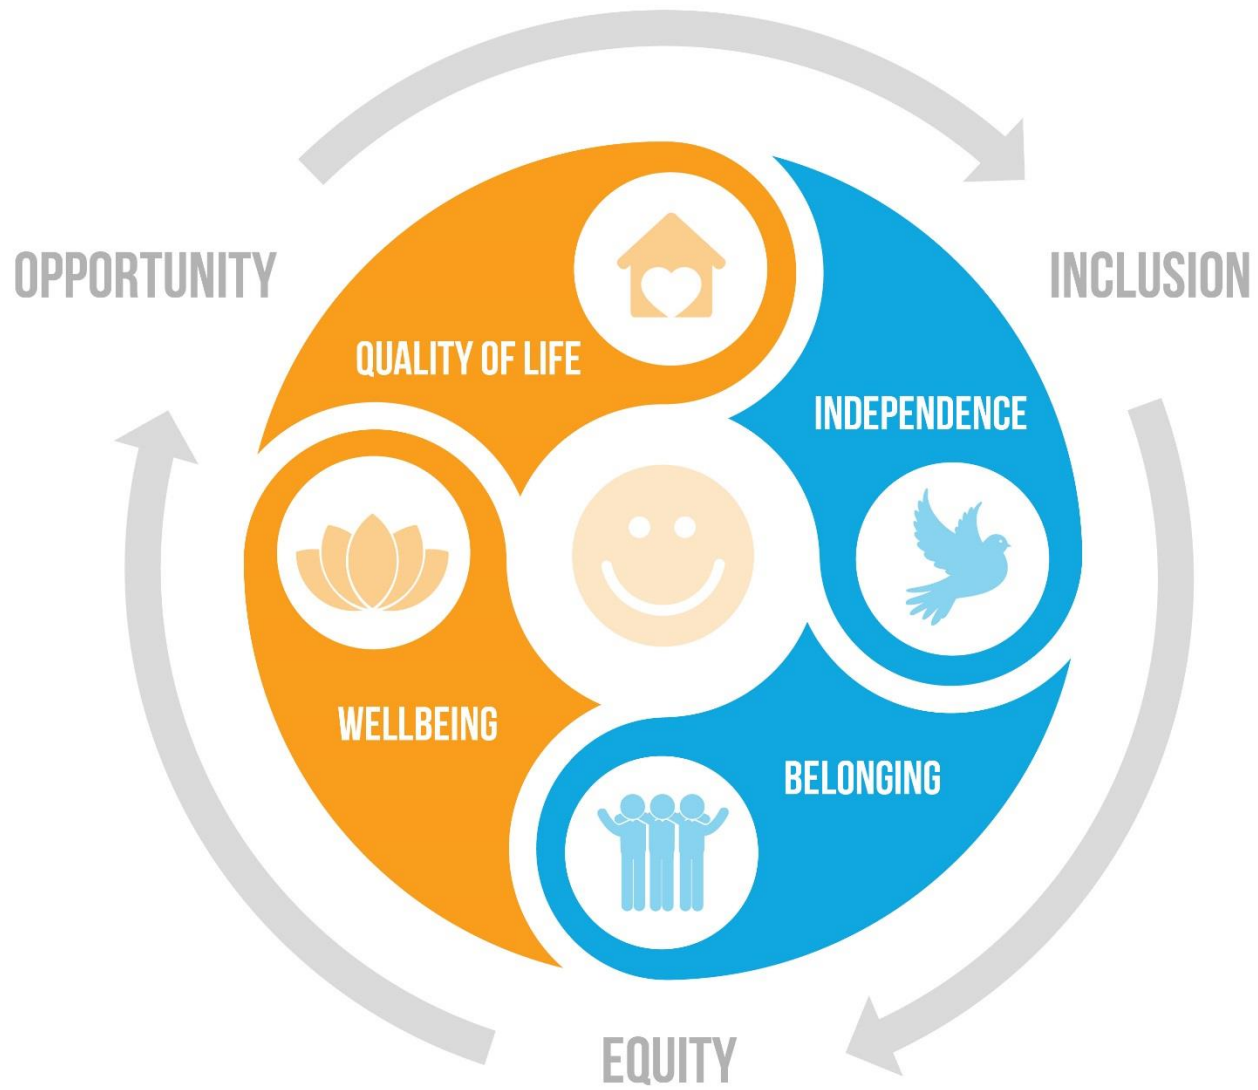 OPPORTUNITY
INCLUSION
QUALITY OF LIFE
INDEPENDENCE
WELLBEING
BELONGING
EQUITY